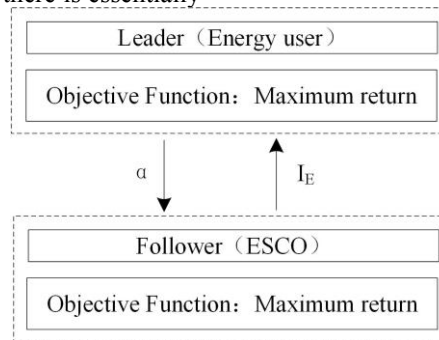 there is essentially
Leader（Energy user）
Objective Function：Maximum return
α I_E
Follower（ESCO）
Objective Function：Maximum return